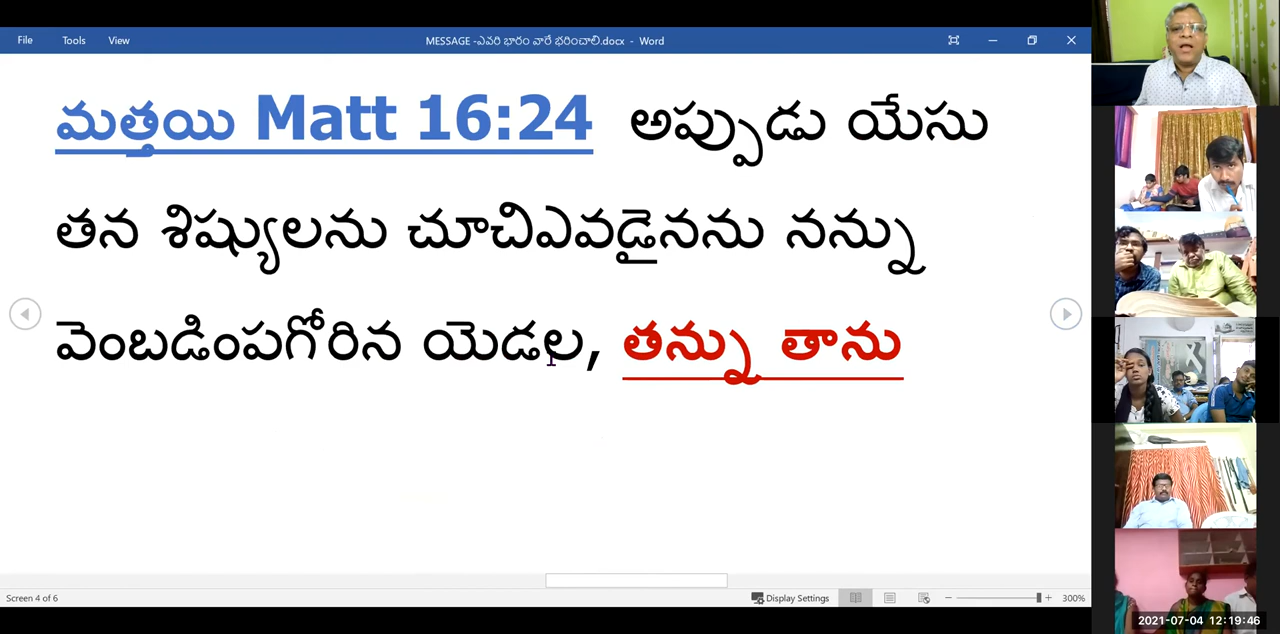 File Tools View MESSAGE -ఎవరి భారం వారే భరించాలి.docx - Word
మత్తయి Matt 16:24 అప్పుడు యేసు
తన శిష్యులను చూచిఎవడైనను నన్ను
వెంబడింపగోరిన యెడల, తన్ను తాను
Screen 4 of 6 Display Settings 300%
2021-07-04 12:19:46